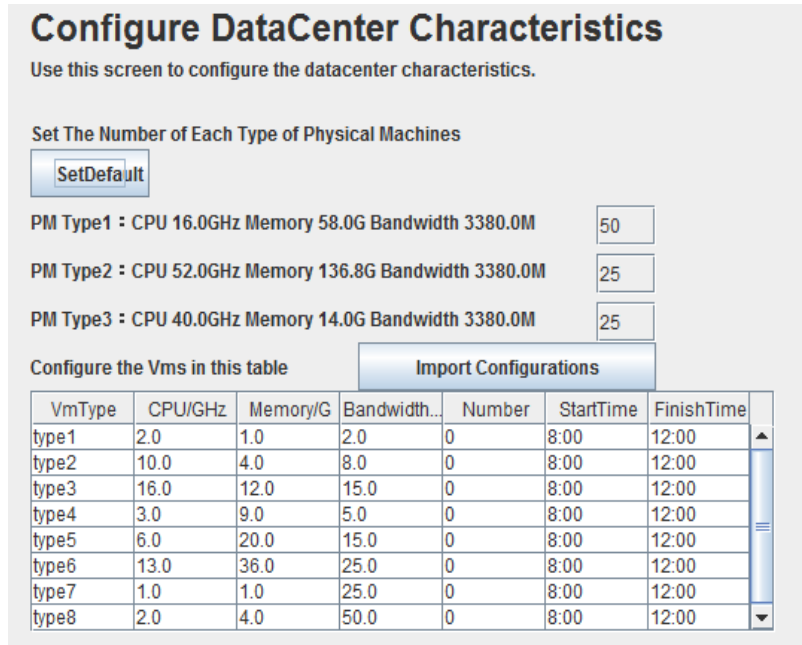 Configure DataCenter Characteristics
Use this screen to configure the datacenter characteristics.
Set The Number of Each Type of Physical Machines
SetDefault
PM Type1：CPU 16.0GHz Memory 58.0G Bandwidth 3380.0M 50
PM Type2：CPU 52.0GHz Memory 136.8G Bandwidth 3380.0M 25
PM Type3：CPU 40.0GHz Memory 14.0G Bandwidth 3380.0M 25
Configure the Vms in this table Import Configurations
VmType CPU/GHz Memory/G Bandwidth... Number StartTime FinishTime
type1 2.0 1.0 2.0 0 8:00 12:00
type2 10.0 4.0 8.0 0 8:00 12:00
type3 16.0 12.0 15.0 0 8:00 12:00
type4 3.0 9.0 5.0 0 8:00 12:00
type5 6.0 20.0 15.0 0 8:00 12:00
type6 13.0 36.0 25.0 0 8:00 12:00
type7 1.0 1.0 25.0 0 8:00 12:00
type8 2.0 4.0 50.0 0 8:00 12:00